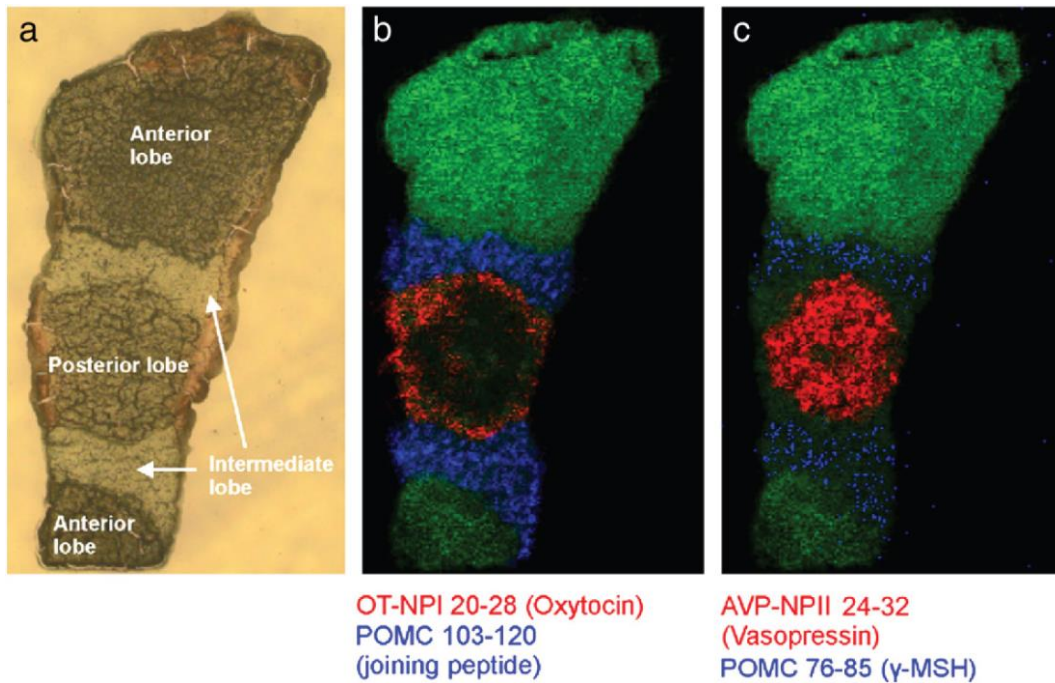 a
Anterior
lobe
Posterior lobe
Intermediate
lobe
Anterior
lobe
b
OT-NPI 20-28 (Oxytocin)
POMC 103-120
(joining peptide)
c
AVP-NPII 24-32
(Vasopressin)
POMC 76-85 (γ-MSH)